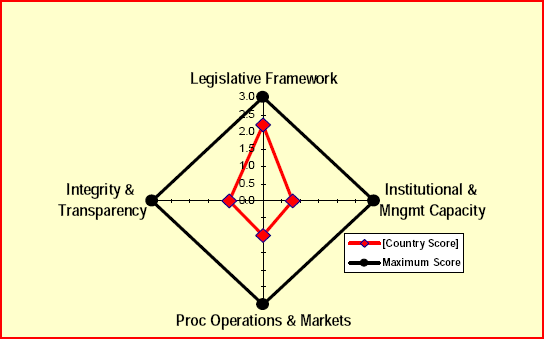 Legislative Framework
3.0
2.5
2.0
1.5
1.0
0.5
0.0
Integrity &
Transparency
Institutional &
Mngmt Capacity
[Country Score]
Maximum Score
Proc Operations & Markets